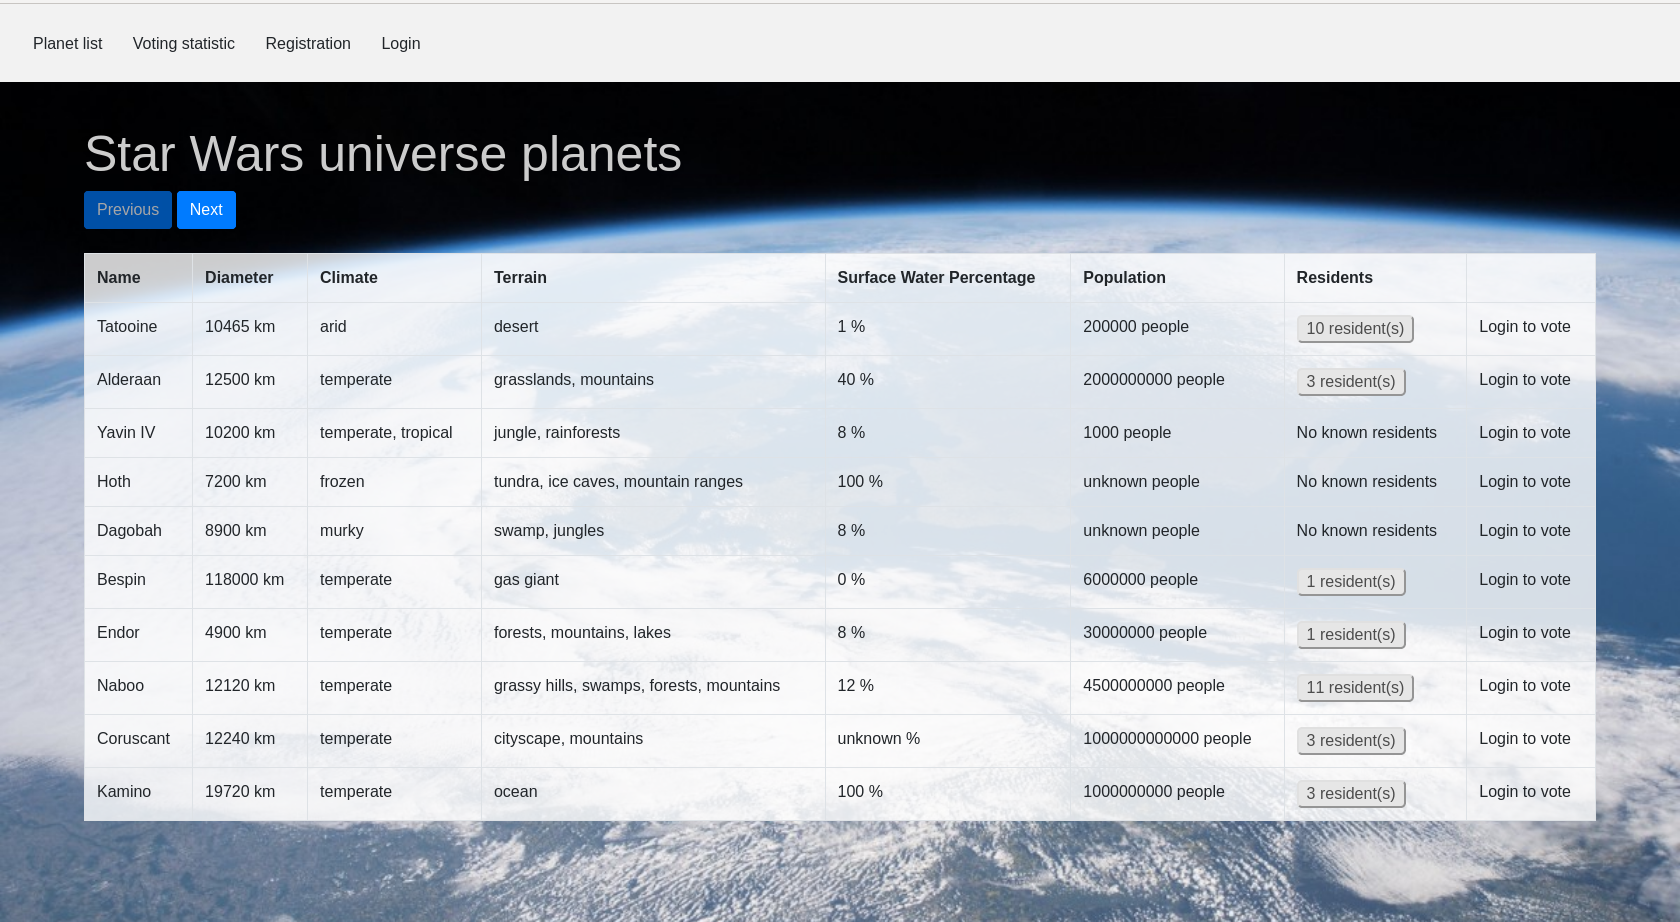 Planet list Voting statistic Registration Login
Star Wars universe planets
Previous Next
Name Diameter Climate Terrain Surface Water Percentage Population Residents
Tatooine 10465 km arid desert 1 % 200000 people 10 resident(s) Login to vote
Alderaan 12500 km temperate grasslands, mountains 40 % 2000000000 people 3 resident(s) Login to vote
Yavin IV 10200 km temperate, tropical jungle, rainforests 8 % 1000 people No known residents Login to vote
Hoth 7200 km frozen tundra, ice caves, mountain ranges 100 % unknown people No known residents Login to vote
Dagobah 8900 km murky swamp, jungles 8 % unknown people No known residents Login to vote
Bespin 118000 km temperate gas giant 0 % 6000000 people 1 resident(s) Login to vote
Endor 4900 km temperate forests, mountains, lakes 8 % 30000000 people 1 resident(s) Login to vote
Naboo 12120 km temperate grassy hills, swamps, forests, mountains 12 % 4500000000 people 11 resident(s) Login to vote
Coruscant 12240 km temperate cityscape, mountains unknown % 1000000000000 people 3 resident(s) Login to vote
Kamino 19720 km temperate ocean 100 % 1000000000 people 3 resident(s) Login to vote